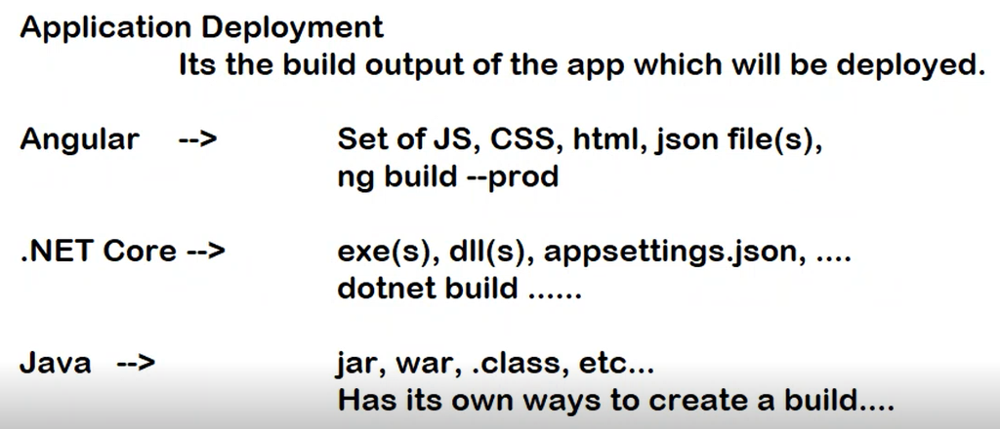 Application Deployment
Its the build output of the app which will be deployed.
Angular --> Set of JS, CSS, html, json file(s),
ng build --prod
.NET Core --> exe(s), dll(s), appsettings.json, ....
dotnet build ......
Java --> jar, war, .class, etc...
Has its own ways to create a build....